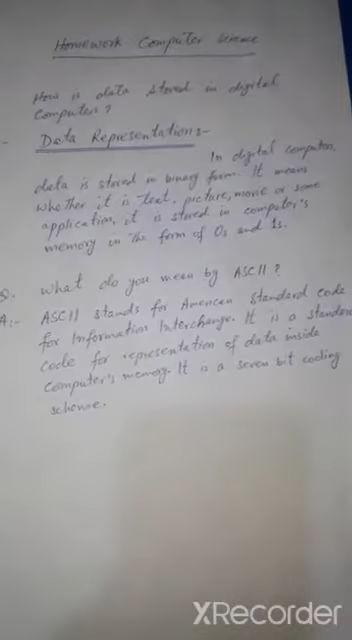 Homework Computer Science
How is data stored in digital
Computers?
Data Representation:-
In digital computer,
data is stored in binary form. It means
whether it is text, picture, movie or some
application, it is stored in computer's
memory in the form of 0s and 1s.
Q. What do you mean by ASCII?
A:- ASCII stands for American Standard Code
for Information Interchange. It is a standard
code for representation of data inside
Computer's memory. It is a seven bit coding
scheme.
XRecorder